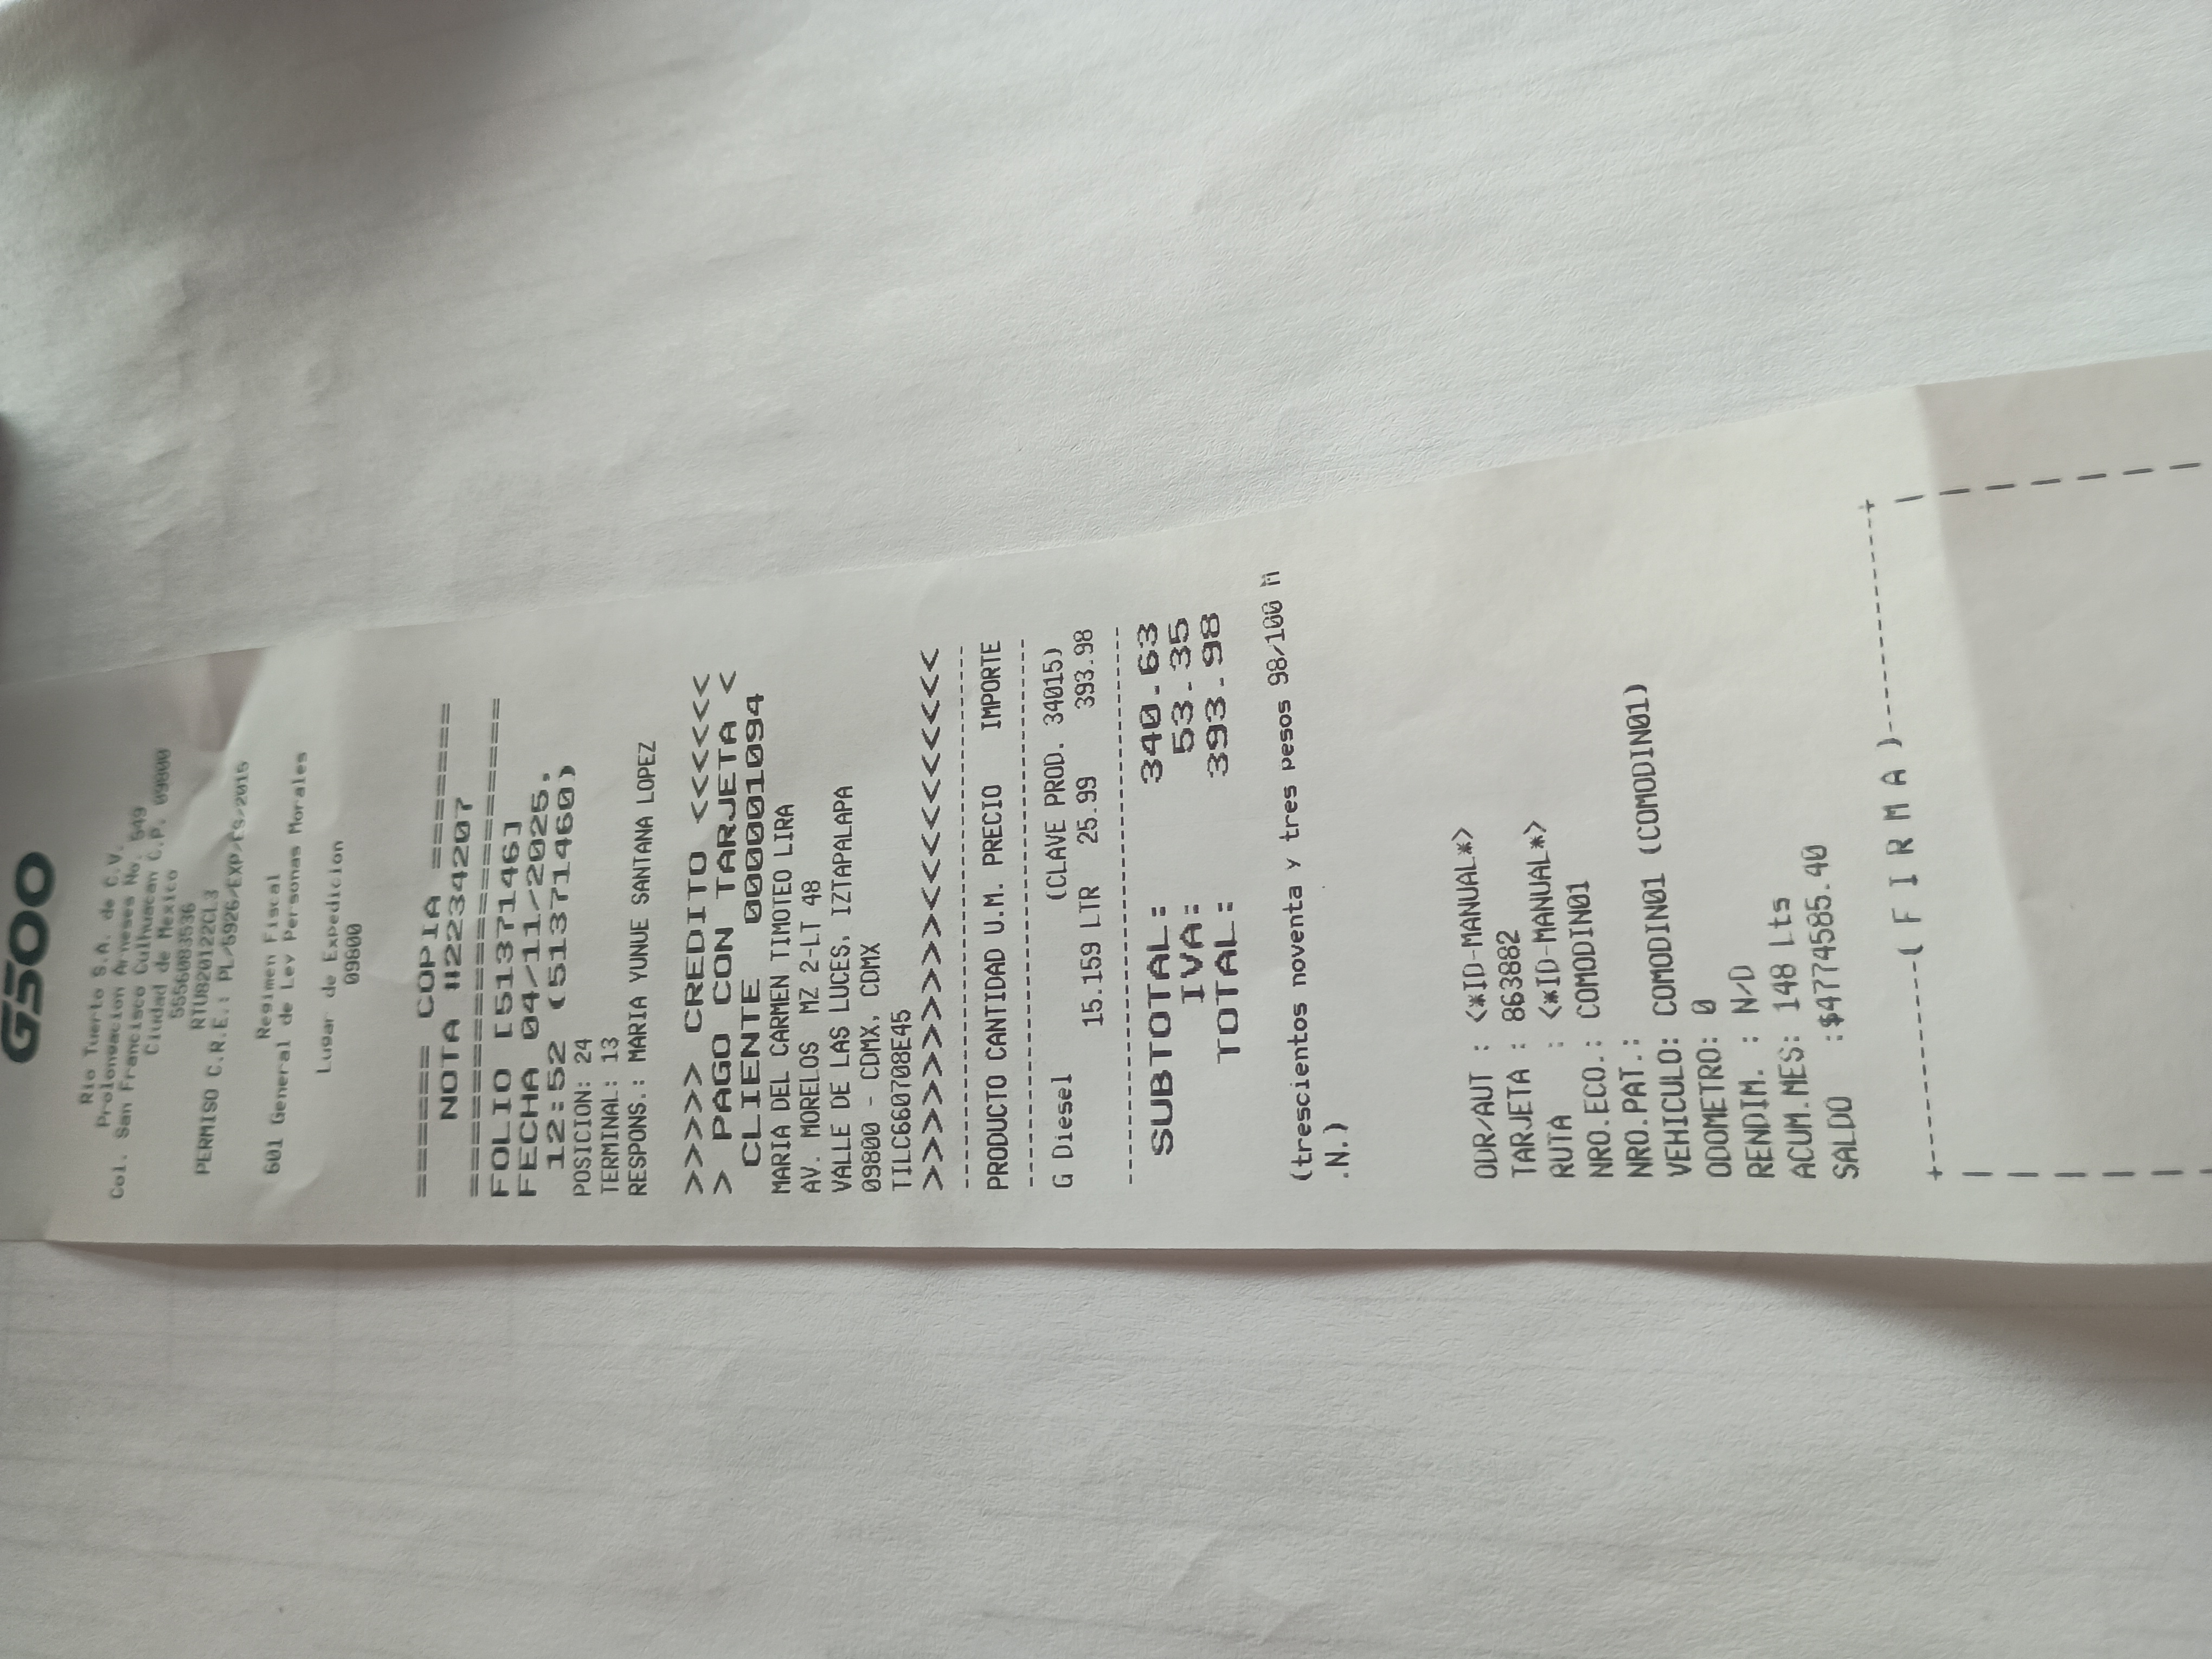 G500
Rio Tuerto S.A. de C.V.
Prolongacion Arneses No. 549
Col. San Francisco Culhuacan C.P. 09800
Ciudad de Mexico
5556083536
RTU820122CL3
PERMISO C.R.E.: PL/5926/EXP/ES/2015
Regimen Fiscal
601 General de Ley Personas Morales
Lugar de Expedicion
09800
====== COPIA ======
NOTA #22334207
=====================
FOLIO [5137146]
FECHA 04/11/2025,
12:52 (51371460)
POSICION: 24
TERMINAL: 13
RESPONS.: MARIA YUNUE SANTANA LOPEZ
>>>>>> CREDITO <<<<<<
> PAGO CON TARJETA <
CLIENTE 0000001094
MARIA DEL CARMEN TIMOTEO LIRA
AV. MORELOS MZ 2-LT 48
VALLE DE LAS LUCES, IZTAPALAPA
09800 - CDMX, CDMX
TILC660708E45
>>>>>>>>>>><<<<<<<<<<<
------------------------------------
PRODUCTO CANTIDAD U.M. PRECIO IMPORTE
------------------------------------
G Diesel (CLAVE PROD. 34015)
15.159 LTR 25.99 393.98
------------------------------------
SUBTOTAL: 340.63
IVA: 53.35
TOTAL: 393.98
(trescientos noventa y tres pesos 98/100 M
.N.)
ODR/AUT : <*ID-MANUAL*>
TARJETA : 863882
RUTA : <*ID-MANUAL*>
NRO.ECO.: COMODIN01
NRO.PAT.:
VEHICULO: COMODIN01 (COMODIN01)
ODOMETRO: 0
RENDIM. : N/D
ACUM.MES: 148 Lts
SALDO :$4774585.40
+-----------( F I R M A )-----------+